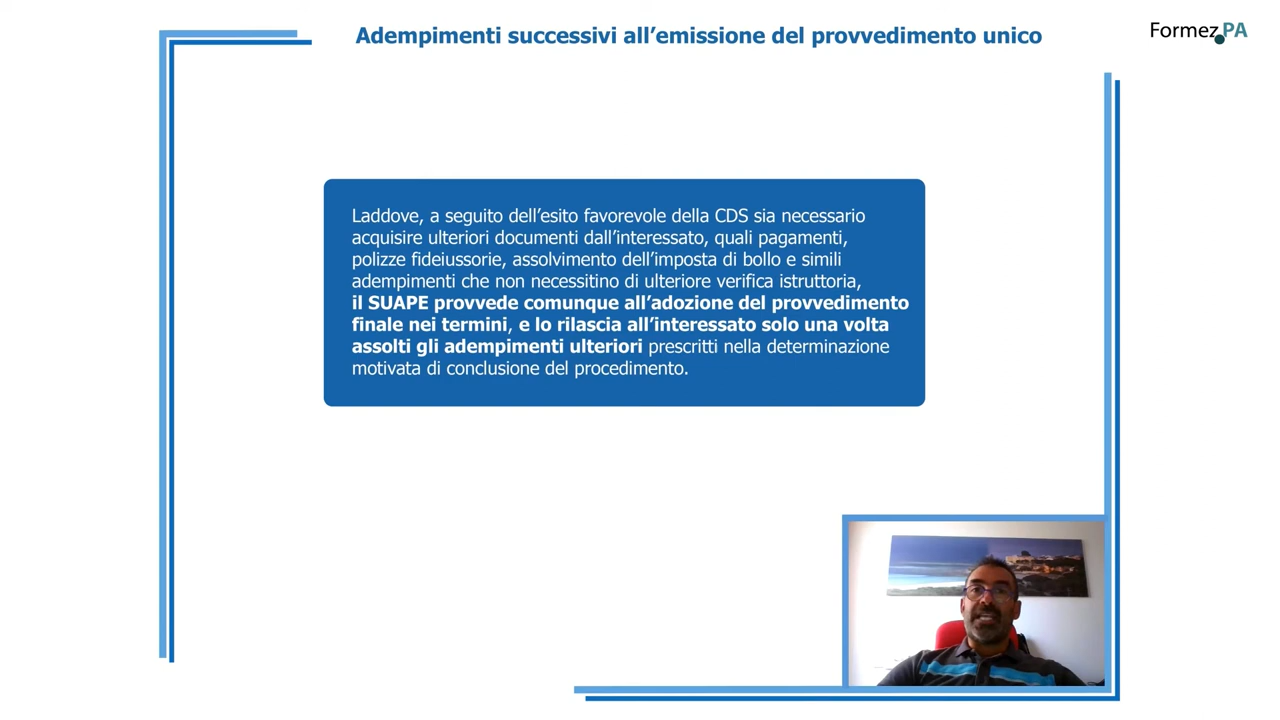 Adempimenti successivi all'emissione del provvedimento unico
Formez.PA
Laddove, a seguito dell'esito favorevole della CDS sia necessario
acquisire ulteriori documenti dall'interessato, quali pagamenti,
polizze fideiussorie, assolvimento dell'imposta di bollo e simili
adempimenti che non necessitino di ulteriore verifica istruttoria,
il SUAPE provvede comunque all'adozione del provvedimento
finale nei termini, e lo rilascia all'interessato solo una volta
assolti gli adempimenti ulteriori prescritti nella determinazione
motivata di conclusione del procedimento.